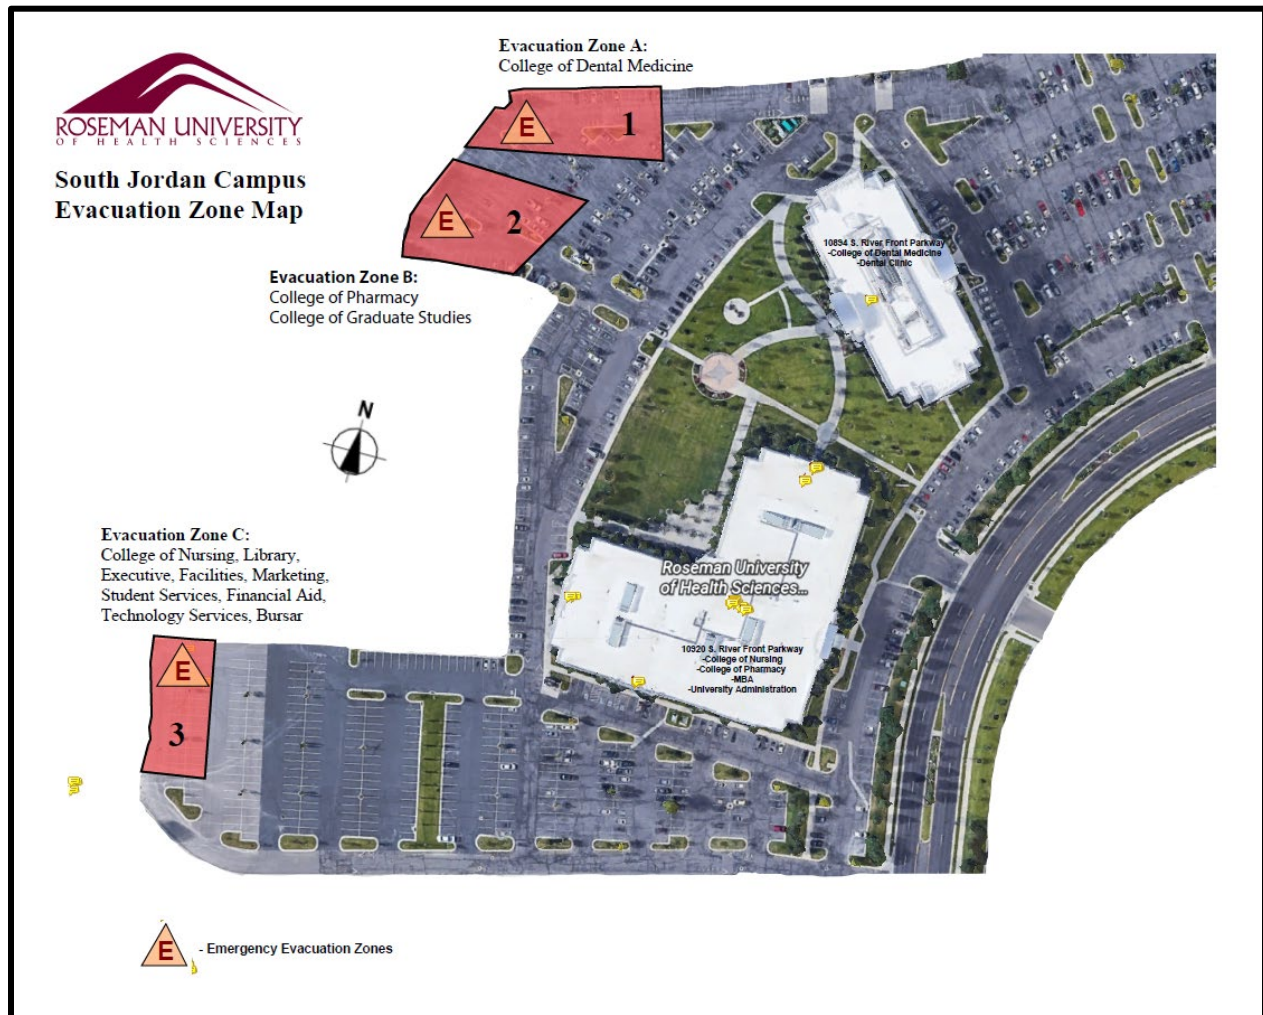 Evacuation Zone A:
College of Dental Medicine
ROSEMAN UNIVERSITY
OF HEALTH SCIENCES
South Jordan Campus
Evacuation Zone Map
E
1
E
2
Evacuation Zone B:
College of Pharmacy
College of Graduate Studies
10894 S. River Front Parkway
-College of Dental Medicine
-Dental Clinic
N
Evacuation Zone C:
College of Nursing, Library,
Executive, Facilities, Marketing,
Student Services, Financial Aid,
Technology Services, Bursar
Roseman University
of Health Sciences...
10920 S. River Front Parkway
-College of Nursing
-College of Pharmacy
-MBA
-University Administration
E
3
E - Emergency Evacuation Zones